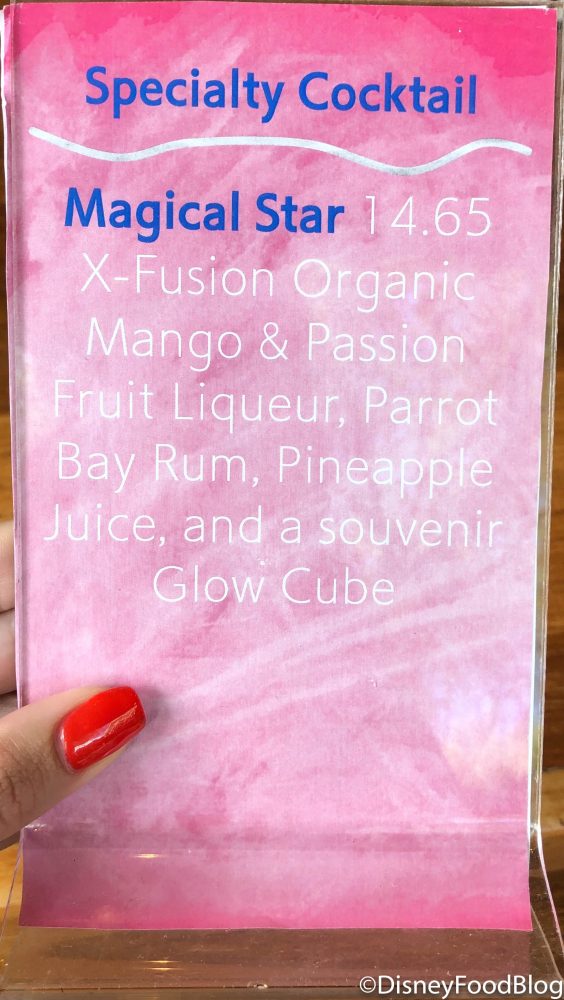 Specialty Cocktail
Magical Star 14.65
X-Fusion Organic
Mango & Passion
Fruit Liqueur, Parrot
Bay Rum, Pineapple
Juice, and a souvenir
Glow Cube
©DisneyFoodBlog